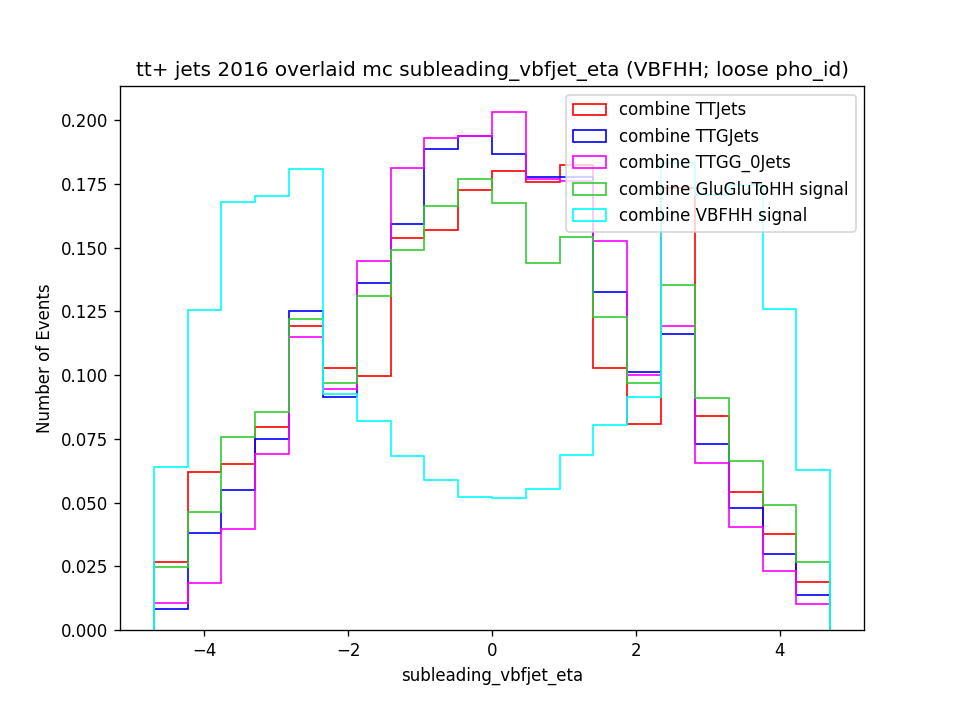 tt+ jets 2016 overlaid mc subleading_vbfjet_eta (VBFHH; loose pho_id)
combine TTJets
combine TTGJets
combine TTGG_0Jets
combine GluGluToHH signal
combine VBFHH signal
Number of Events
0.200
0.175
0.150
0.125
0.100
0.075
0.050
0.025
0.000
−4
−2
0
2
4
subleading_vbfjet_eta